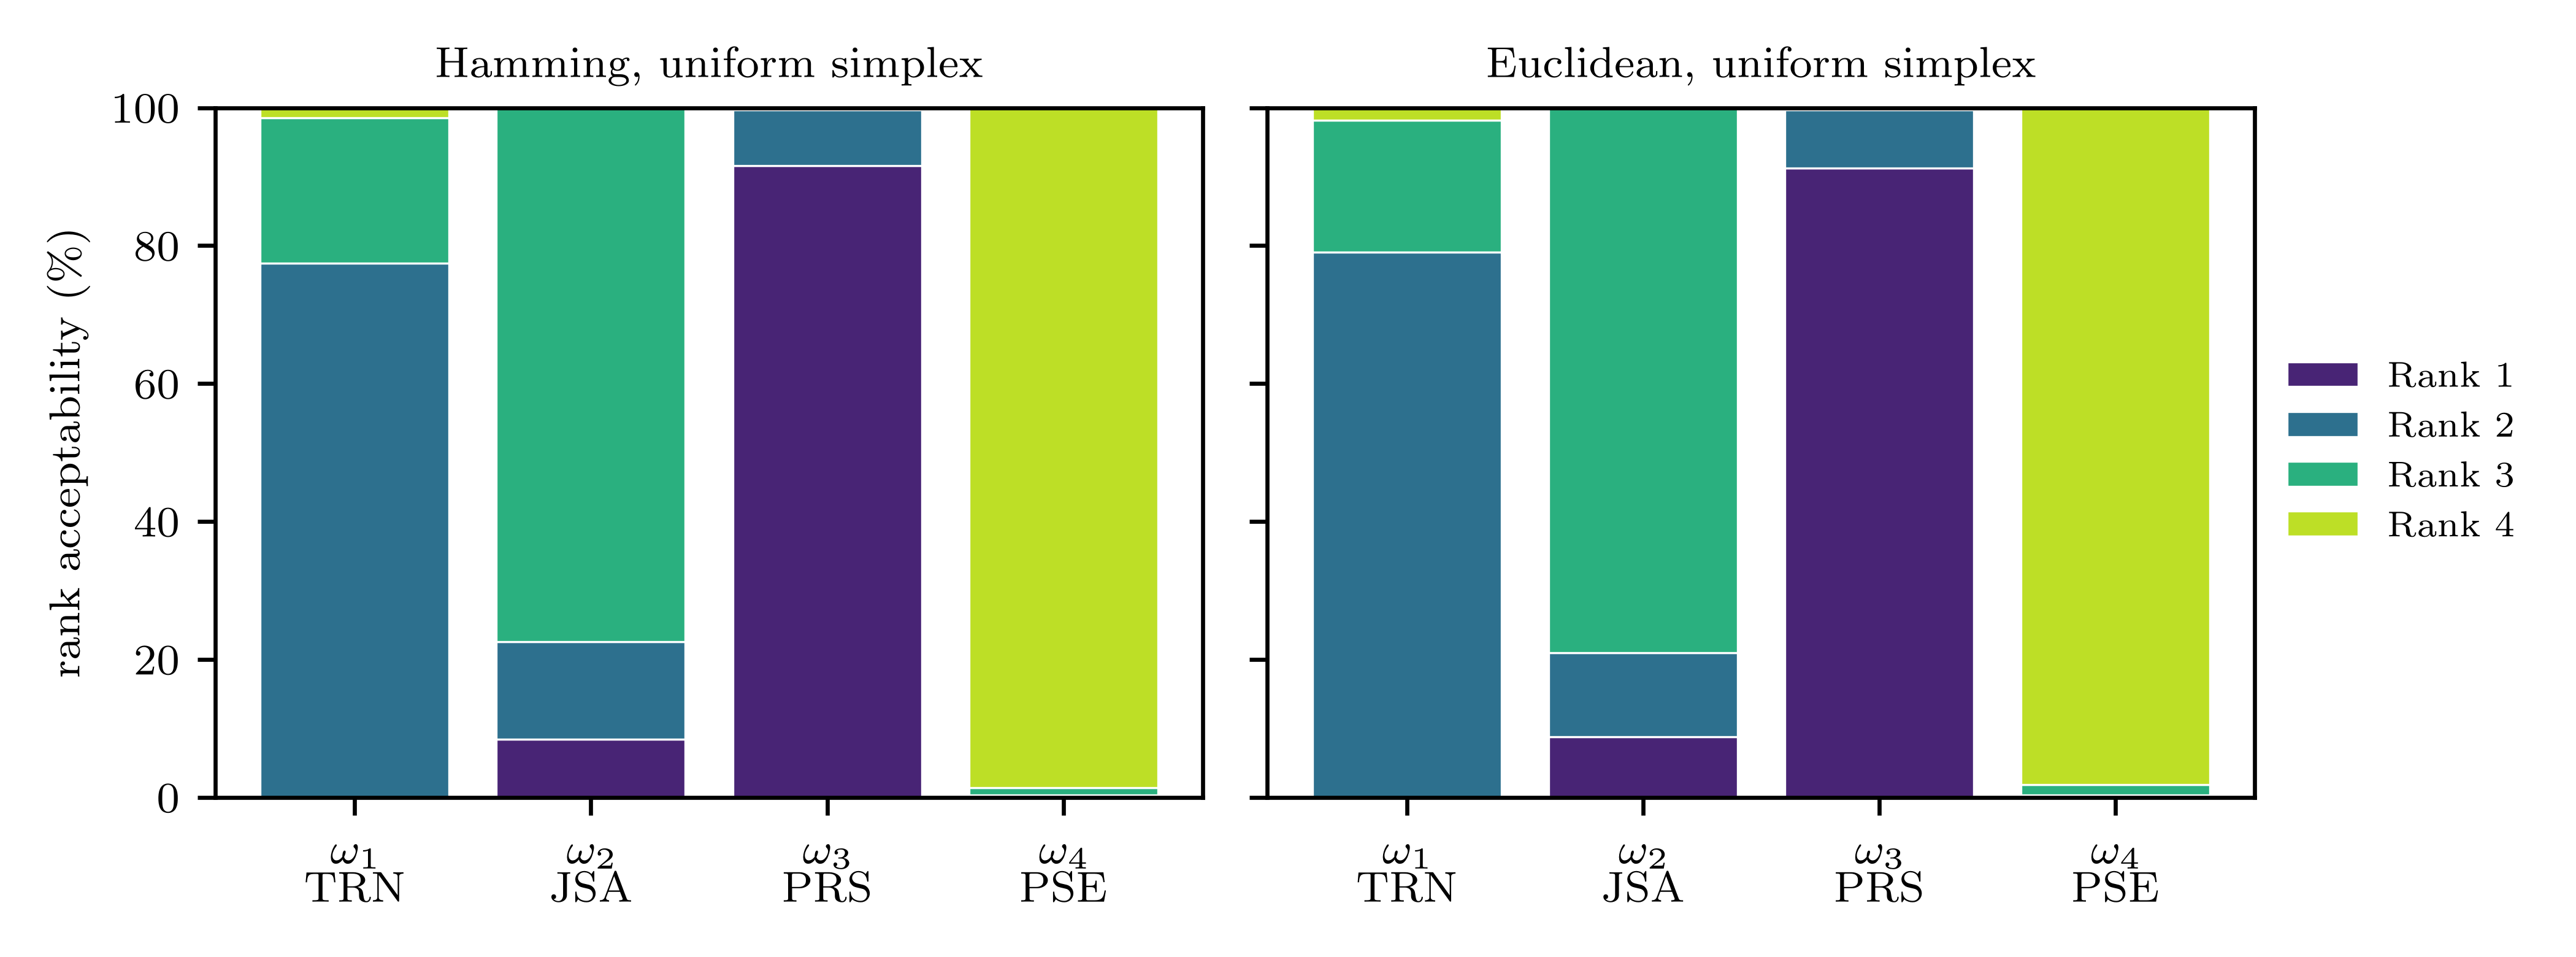 Hamming, uniform simplex
Euclidean, uniform simplex
rank acceptability (%)
100
80
60
40
20
0
ω₁ ω₂ ω₃ ω₄
TRN JSA PRS PSE
ω₁ ω₂ ω₃ ω₄
TRN JSA PRS PSE
Rank 1
Rank 2
Rank 3
Rank 4